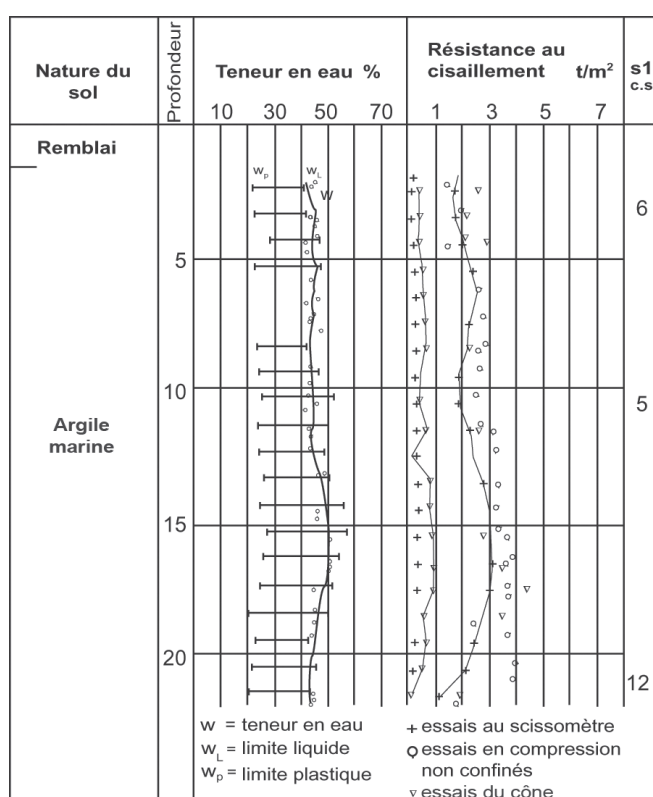 Nature du
sol
Profondeur
Teneur en eau %
10 30 50 70
Résistance au
cisaillement t/m²
1 3 5 7
s1
c.s
Remblai
wp wL
W
6
5
10
5
Argile
marine
15
20
12
w = teneur en eau
wL = limite liquide
wp = limite plastique
+ essais au scissomètre
o essais en compression
non confinés
▿ essais du cône